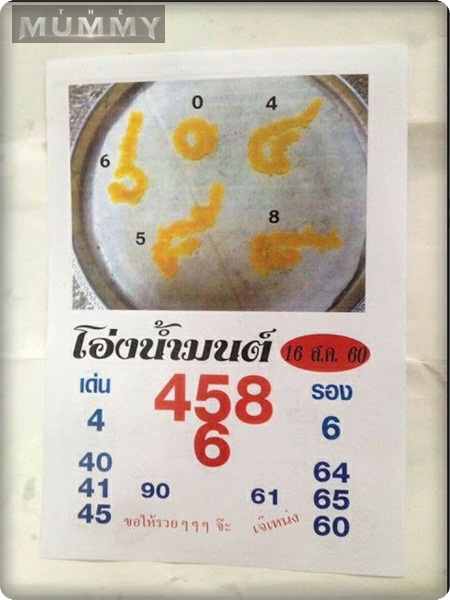 THE
MUMMY
0 4
6
5 8
โอ่งน้ำมนต์ 16 ส.ค. 60
เด่น 458 รอง
4 6 6
40 64
41 90 61 65
45 ขอให้รวยๆๆๆ จ๊ะ เจ๊เหน่ง 60